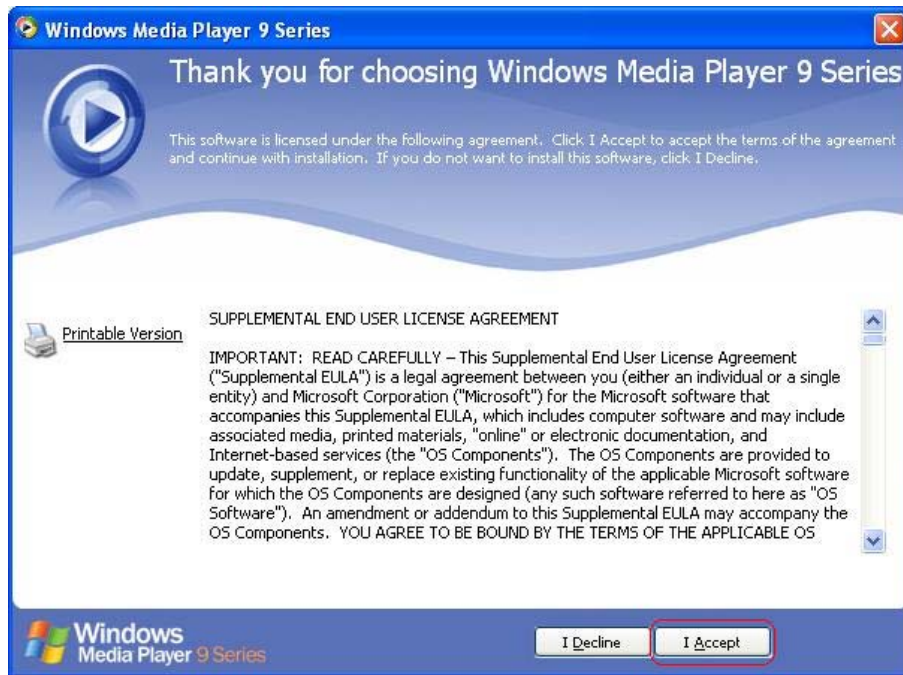 Windows Media Player 9 Series
Thank you for choosing Windows Media Player 9 Series
This software is licensed under the following agreement. Click I Accept to accept the terms of the agreement
and continue with installation. If you do not want to install this software, click I Decline.
Printable Version
SUPPLEMENTAL END USER LICENSE AGREEMENT
IMPORTANT: READ CAREFULLY – This Supplemental End User License Agreement
("Supplemental EULA") is a legal agreement between you (either an individual or a single
entity) and Microsoft Corporation ("Microsoft") for the Microsoft software that
accompanies this Supplemental EULA, which includes computer software and may include
associated media, printed materials, "online" or electronic documentation, and
Internet-based services (the "OS Components"). The OS Components are provided to
update, supplement, or replace existing functionality of the applicable Microsoft software
for which the OS Components are designed (any such software referred to here as "OS
Software"). An amendment or addendum to this Supplemental EULA may accompany the
OS Components. YOU AGREE TO BE BOUND BY THE TERMS OF THE APPLICABLE OS
Windows
Media Player 9 Series
I Decline
I Accept